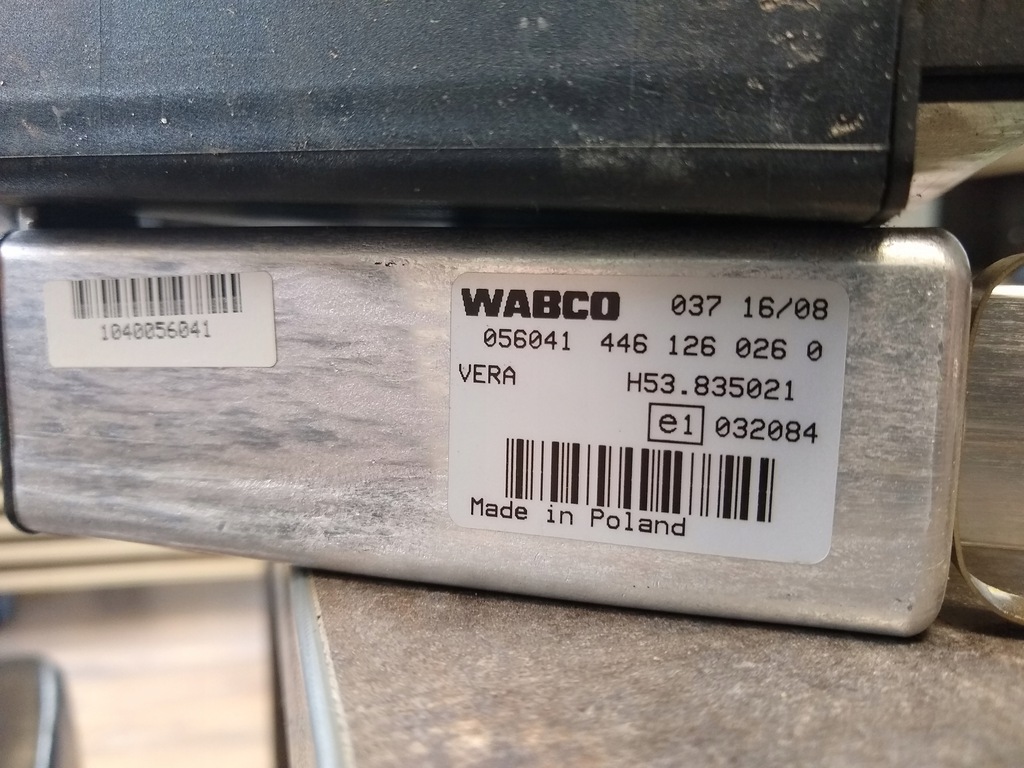 1040056041
WABCO 037 16/08
056041 446 126 026 0
VERA H53.835021
e1 032084
Made in Poland